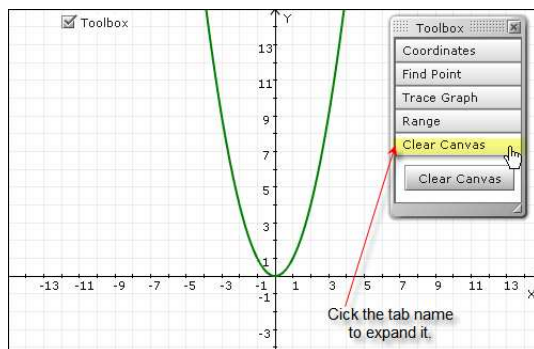 Toolbox
Y
Toolbox
Coordinates
Find Point
Trace Graph
Range
Clear Canvas
Clear Canvas
13
11
9
7
5
3
1
-13 -11 -9 -7 -5 -3 -1 1 3 5 7 9 11 13
X
-1
-3
Cick the tab name
to expand it.